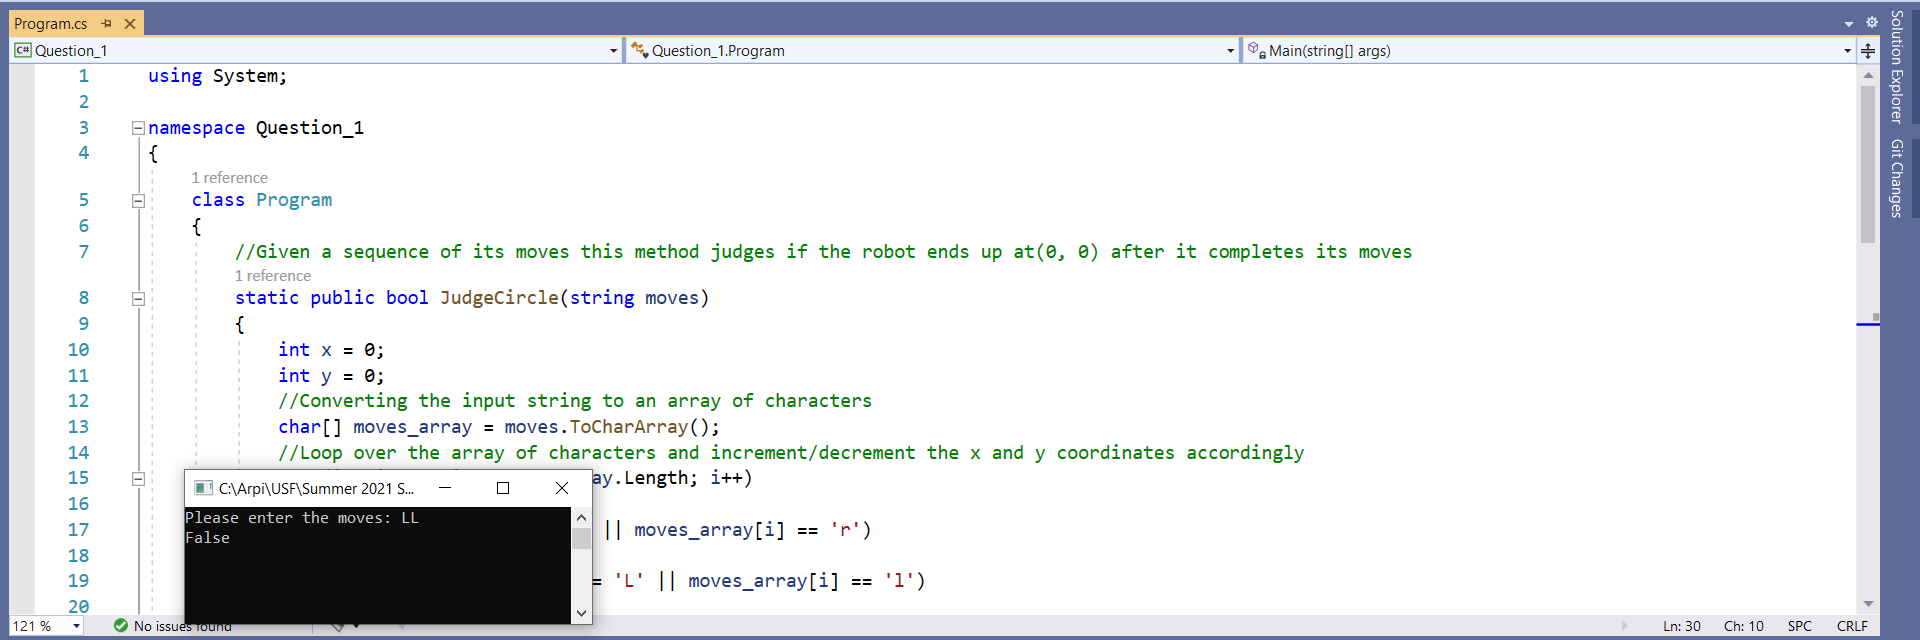 Program.cs
C# Question_1
Question_1.Program
Main(string[] args)
1 using System;
2
3 namespace Question_1
4 {
1 reference
5 class Program
6 {
7 //Given a sequence of its moves this method judges if the robot ends up at(0, 0) after it completes its moves
1 reference
8 static public bool JudgeCircle(string moves)
9 {
10 int x = 0;
11 int y = 0;
12 //Converting the input string to an array of characters
13 char[] moves_array = moves.ToCharArray();
14 //Loop over the array of characters and increment/decrement the x and y coordinates accordingly
15 ay.Length; i++)
16
17 || moves_array[i] == 'r')
18
19 = 'L' || moves_array[i] == 'l')
20
C:\Arpi\USF\Summer 2021 S...
Please enter the moves: LL
False
121 %
No issues found
Ln: 30 Ch: 10 SPC CRLF
Solution Explorer
Git Changes